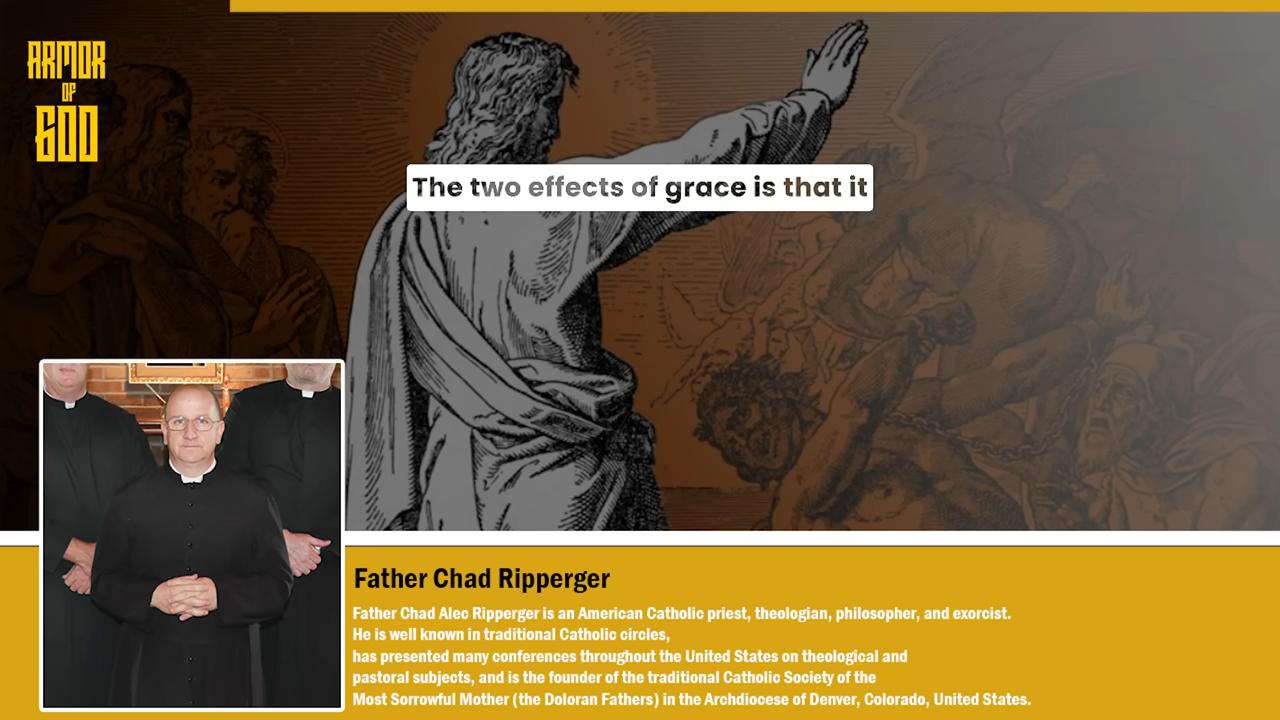 ARMOR
OF
GOD
The two effects of grace is that it
Father Chad Ripperger
Father Chad Alec Ripperger is an American Catholic priest, theologian, philosopher, and exorcist.
He is well known in traditional Catholic circles,
has presented many conferences throughout the United States on theological and
pastoral subjects, and is the founder of the traditional Catholic Society of the
Most Sorrowful Mother (the Doloran Fathers) in the Archdiocese of Denver, Colorado, United States.